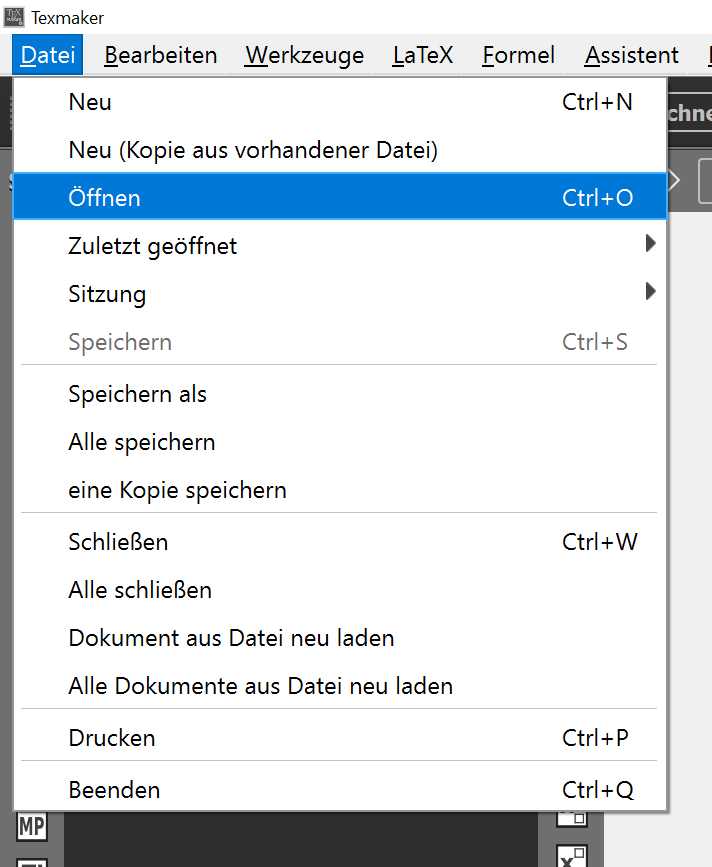 Texmaker
Datei Bearbeiten Werkzeuge LaTeX Formel Assistent
Neu Ctrl+N
Neu (Kopie aus vorhandener Datei)
Öffnen Ctrl+O
Zuletzt geöffnet
Sitzung
Speichern Ctrl+S
Speichern als
Alle speichern
eine Kopie speichern
Schließen Ctrl+W
Alle schließen
Dokument aus Datei neu laden
Alle Dokumente aus Datei neu laden
Drucken Ctrl+P
Beenden Ctrl+Q
MP